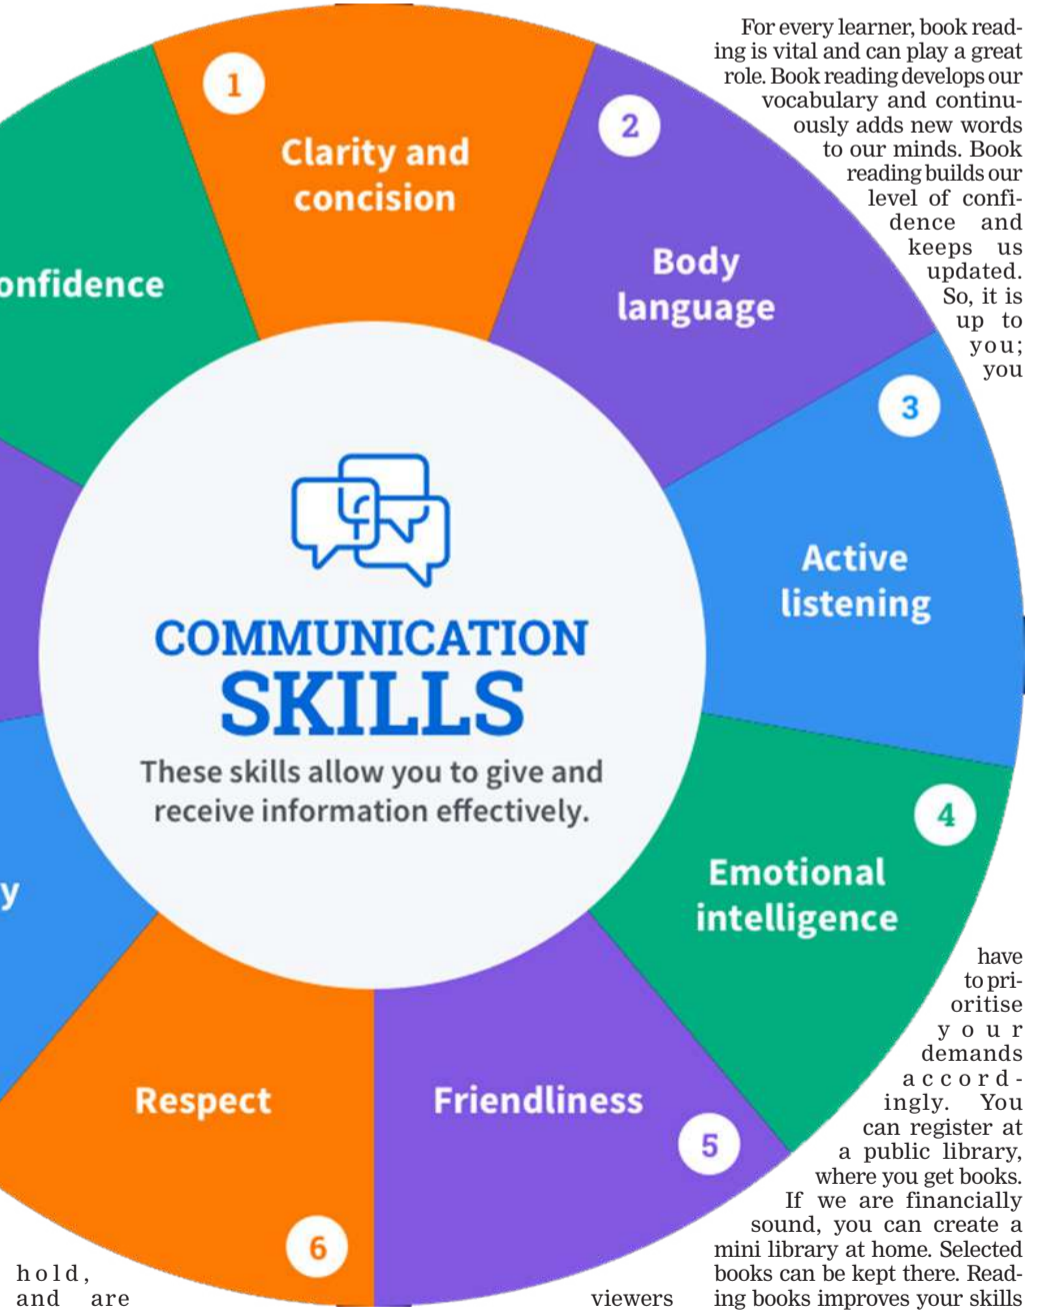 1
Clarity and
concision
2
Body
language
3
Active
listening
4
Emotional
intelligence
Friendliness
5
Respect
6
y
onfidence
COMMUNICATION
SKILLS
These skills allow you to give and
receive information effectively.
For every learner, book read-
ing is vital and can play a great
role. Book reading develops our
vocabulary and continu-
ously adds new words
to our minds. Book
reading builds our
level of confi-
dence and
keeps us
updated.
So, it is
up to
you;
you
have
to pri-
oritise
your
demands
accord-
ingly. You
can register at
a public library,
where you get books.
If we are financially
sound, you can create a
mini library at home. Selected
books can be kept there. Read-
ing books improves your skills
hold,
and are
viewers